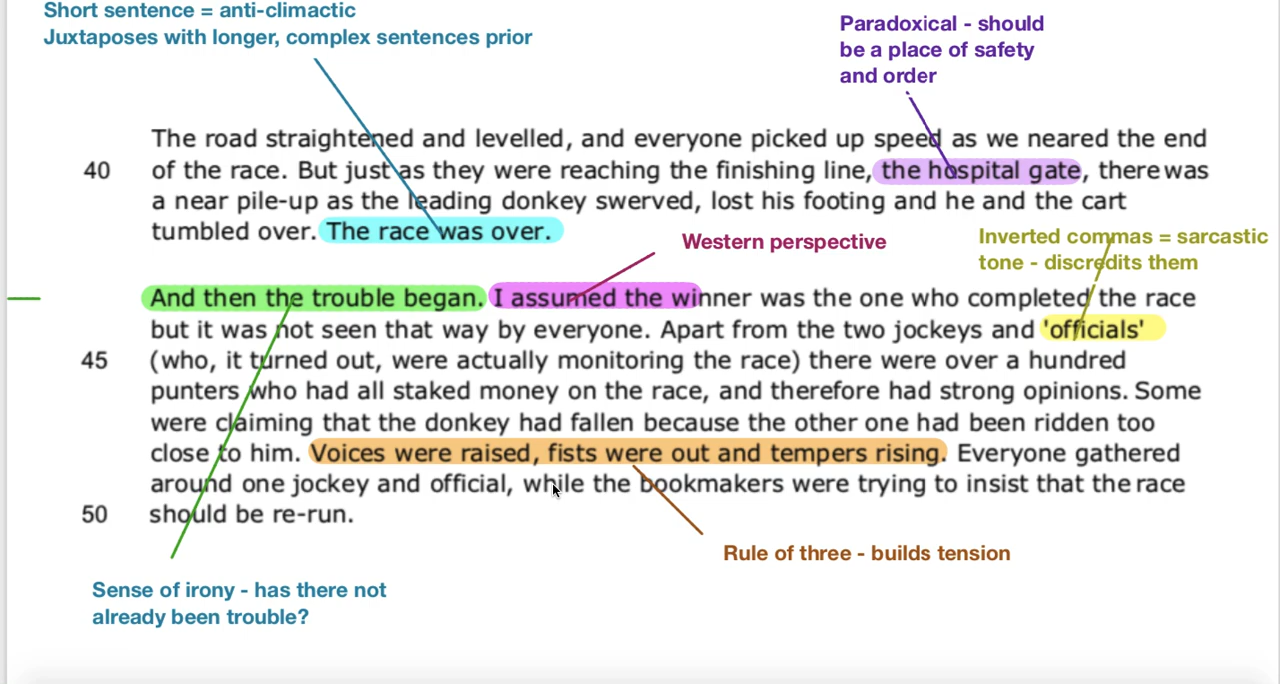 Short sentence = anti-climactic
Juxtaposes with longer, complex sentences prior
Paradoxical - should
be a place of safety
and order
The road straightened and levelled, and everyone picked up speed as we neared the end
40 of the race. But just as they were reaching the finishing line, the hospital gate, there was
a near pile-up as the leading donkey swerved, lost his footing and he and the cart
tumbled over. The race was over.
Western perspective
Inverted commas = sarcastic
tone - discredits them
And then the trouble began. I assumed the winner was the one who completed the race
but it was not seen that way by everyone. Apart from the two jockeys and 'officials'
45 (who, it turned out, were actually monitoring the race) there were over a hundred
punters who had all staked money on the race, and therefore had strong opinions. Some
were claiming that the donkey had fallen because the other one had been ridden too
close to him. Voices were raised, fists were out and tempers rising. Everyone gathered
around one jockey and official, while the bookmakers were trying to insist that the race
50 should be re-run.
Rule of three - builds tension
Sense of irony - has there not
already been trouble?